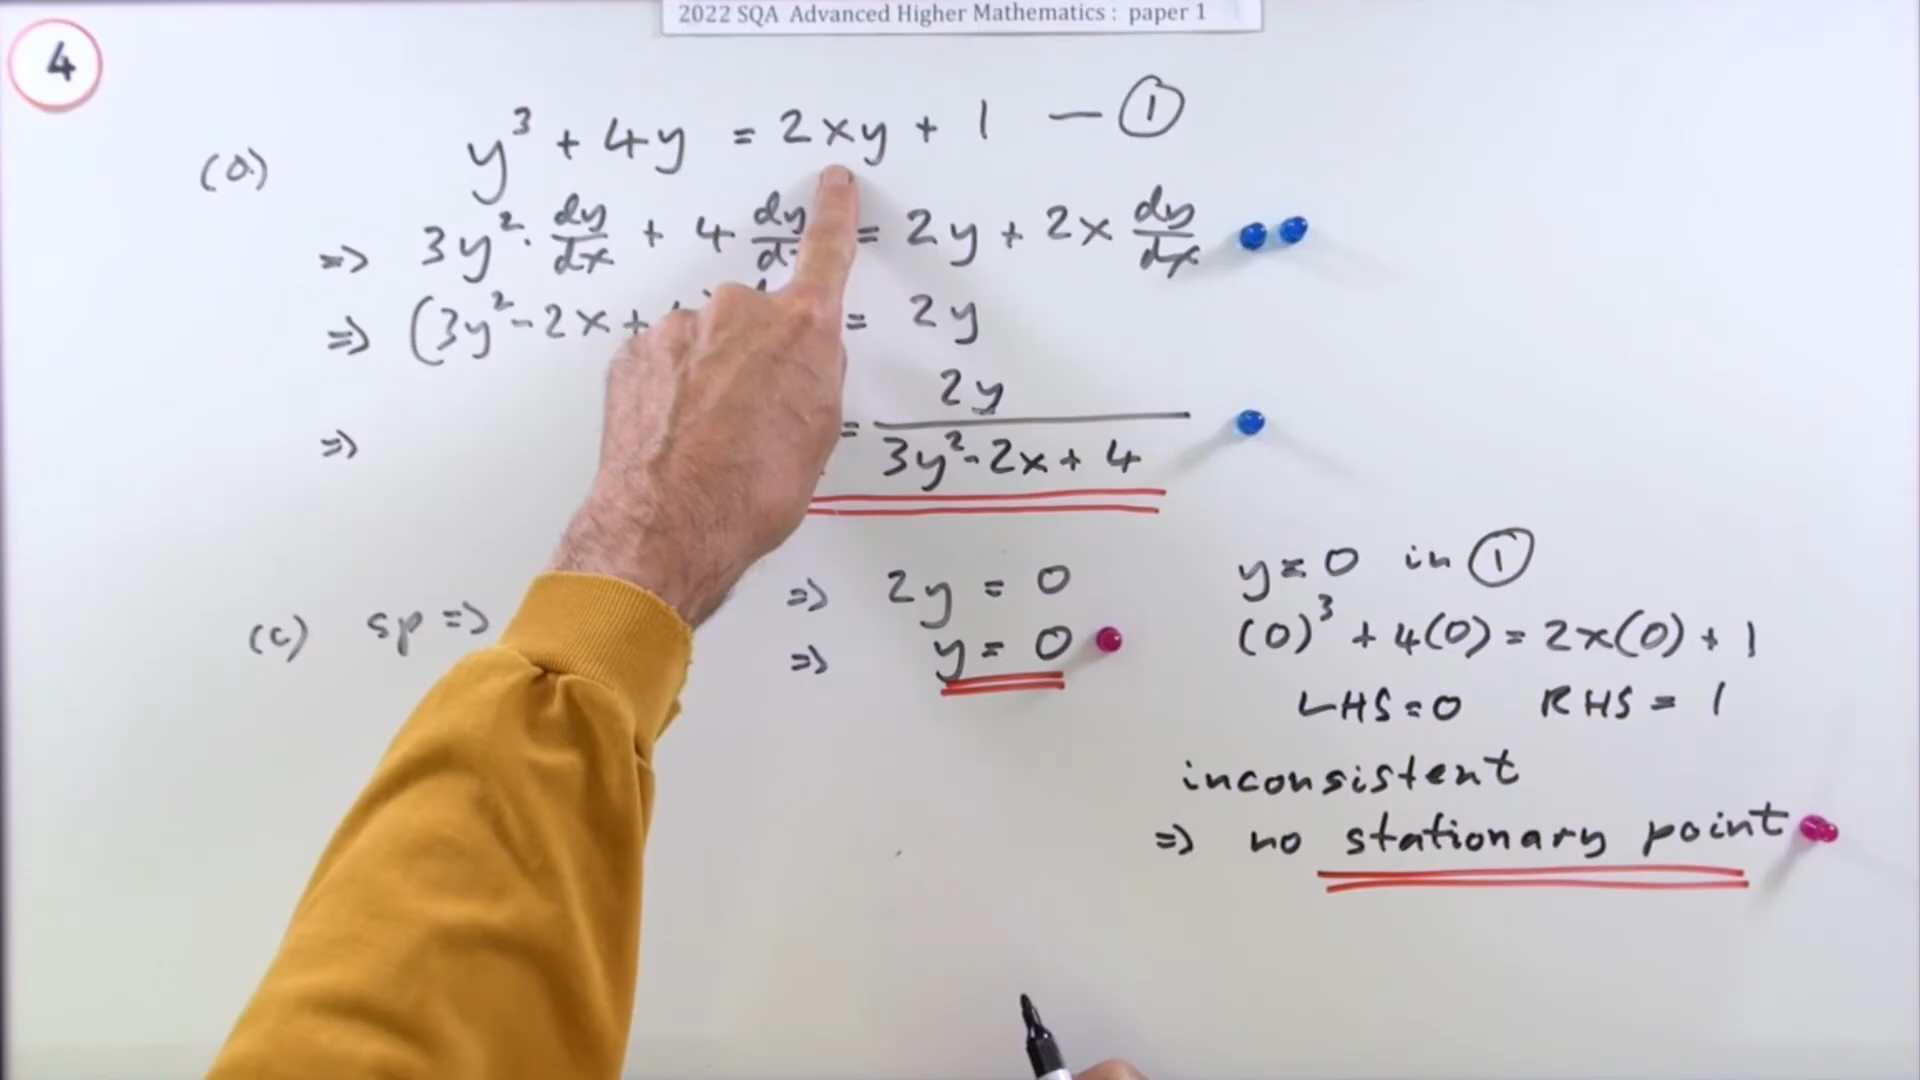 2022 SQA Advanced Higher Mathematics : paper 1
4
(a) y³ + 4y = 2xy + 1 — ①
=> 3y² · dy/dx + 4 dy/d = 2y + 2x dy/dx
=> (3y² - 2x + = 2y
=> = 2y / 3y² - 2x + 4
(c) sp => => 2y = 0
=> y = 0
y = 0 in ①
(0)³ + 4(0) = 2x(0) + 1
LHS = 0 RHS = 1
inconsistent
=> no stationary point